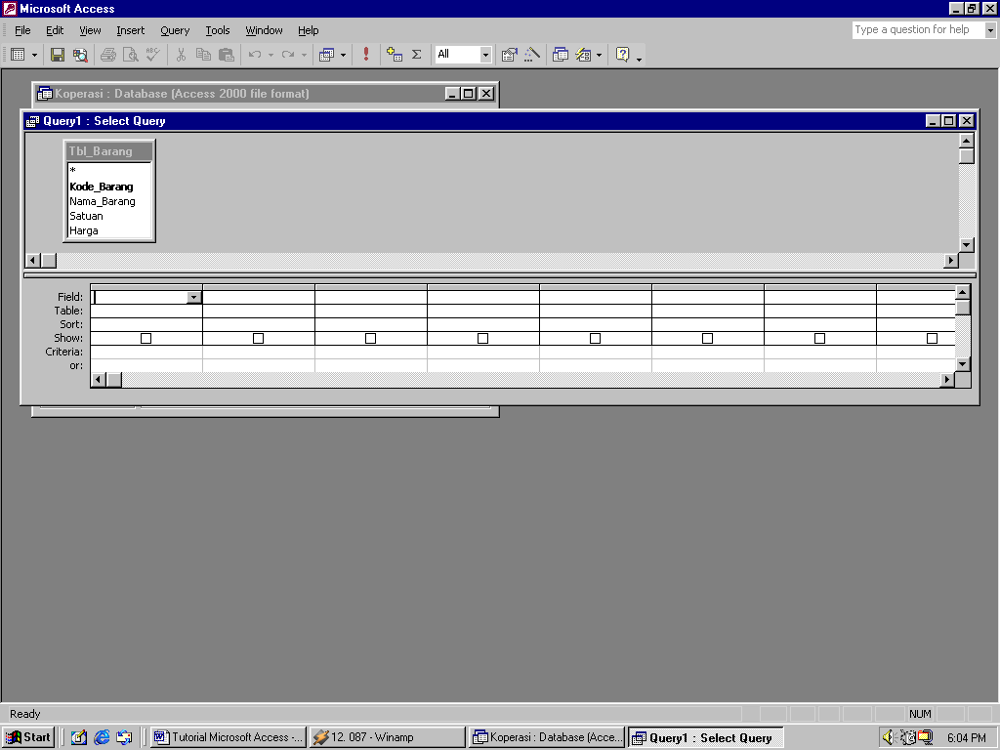 Microsoft Access
File Edit View Insert Query Tools Window Help Type a question for help
All
Koperasi : Database (Access 2000 file format)
Query1 : Select Query
Tbl_Barang
*
Kode_Barang
Nama_Barang
Satuan
Harga
Field:
Table:
Sort:
Show:
Criteria:
or:
Ready NUM
Start Tutorial Microsoft Access -... 12. 087 - Winamp Koperasi : Database (Acce... Query1 : Select Query 6:04 PM